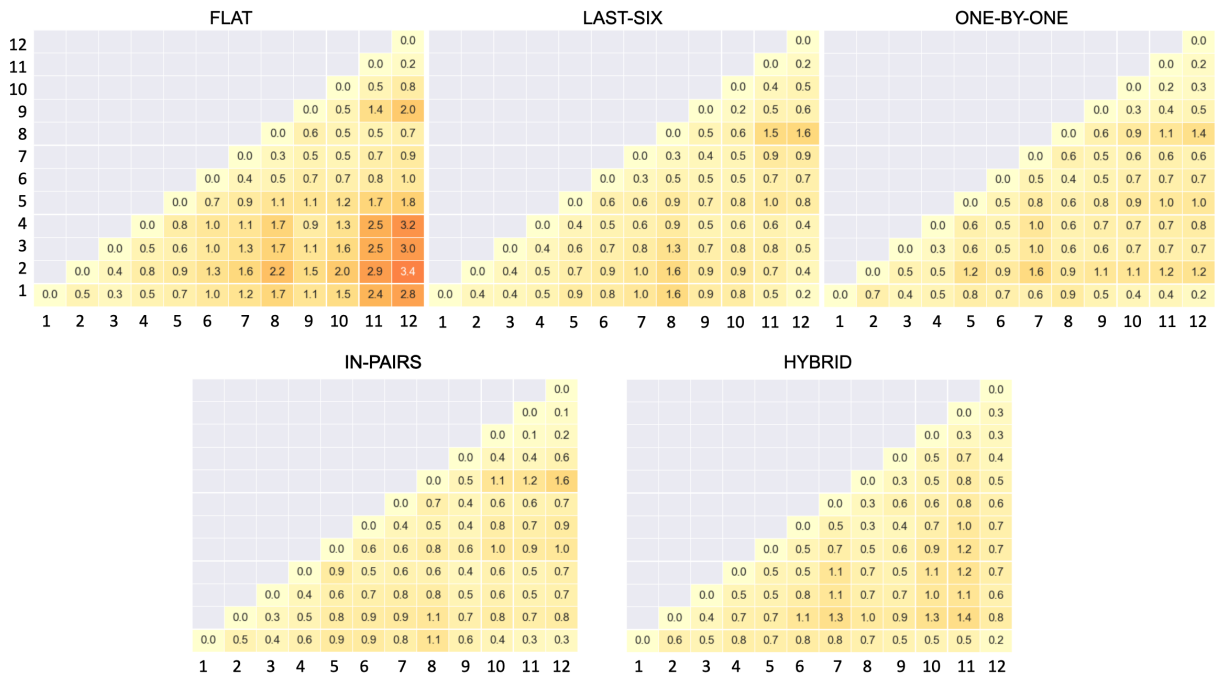 FLAT LAST-SIX ONE-BY-ONE
12 0.0 0.0 0.0
11 0.0 0.2 0.0 0.2 0.0 0.2
10 0.0 0.5 0.8 0.0 0.4 0.5 0.0 0.2 0.3
9 0.0 0.5 1.4 2.0 0.0 0.2 0.5 0.6 0.0 0.3 0.4 0.5
8 0.0 0.6 0.5 0.5 0.7 0.0 0.5 0.6 1.5 1.6 0.0 0.6 0.9 1.1 1.4
7 0.0 0.3 0.5 0.5 0.7 0.9 0.0 0.3 0.4 0.5 0.9 0.9 0.0 0.6 0.5 0.6 0.6 0.6
6 0.0 0.4 0.5 0.7 0.7 0.8 1.0 0.0 0.3 0.5 0.5 0.5 0.7 0.7 0.0 0.5 0.4 0.5 0.7 0.7 0.7
5 0.0 0.7 0.9 1.1 1.1 1.2 1.7 1.8 0.0 0.6 0.6 0.9 0.7 0.8 1.0 0.8 0.0 0.5 0.8 0.6 0.8 0.9 1.0 1.0
4 0.0 0.8 1.0 1.1 1.7 0.9 1.3 2.5 3.2 0.0 0.4 0.5 0.6 0.9 0.5 0.6 0.6 0.4 0.0 0.6 0.5 1.0 0.6 0.7 0.7 0.7 0.8
3 0.0 0.5 0.6 1.0 1.3 1.7 1.1 1.6 2.5 3.0 0.0 0.4 0.6 0.7 0.8 1.3 0.7 0.8 0.8 0.5 0.0 0.3 0.6 0.5 1.0 0.6 0.6 0.7 0.7 0.7
2 0.0 0.4 0.8 0.9 1.3 1.6 2.2 1.5 2.0 2.9 3.4 0.0 0.4 0.5 0.7 0.9 1.0 1.6 0.9 0.9 0.7 0.4 0.0 0.5 0.5 1.2 0.9 1.6 0.9 1.1 1.1 1.2 1.2
1 0.0 0.5 0.3 0.5 0.7 1.0 1.2 1.7 1.1 1.5 2.4 2.8 0.0 0.4 0.4 0.5 0.9 0.8 1.0 1.6 0.9 0.8 0.5 0.2 0.0 0.7 0.4 0.5 0.8 0.7 0.6 0.9 0.5 0.4 0.4 0.2
1 2 3 4 5 6 7 8 9 10 11 12 1 2 3 4 5 6 7 8 9 10 11 12 1 2 3 4 5 6 7 8 9 10 11 12
IN-PAIRS HYBRID
0.0 0.0
0.0 0.1 0.0 0.3
0.0 0.1 0.2 0.0 0.3 0.3
0.0 0.4 0.4 0.6 0.0 0.5 0.7 0.4
0.0 0.5 1.1 1.2 1.6 0.0 0.3 0.5 0.8 0.5
0.0 0.7 0.4 0.6 0.6 0.7 0.0 0.3 0.6 0.6 0.8 0.6
0.0 0.4 0.5 0.4 0.8 0.7 0.9 0.0 0.5 0.3 0.4 0.7 1.0 0.7
0.0 0.6 0.6 0.8 0.6 1.0 0.9 1.0 0.0 0.5 0.7 0.5 0.6 0.9 1.2 0.7
0.0 0.9 0.5 0.6 0.6 0.4 0.6 0.5 0.7 0.0 0.5 0.5 1.1 0.7 0.5 1.1 1.2 0.7
0.0 0.4 0.6 0.7 0.8 0.8 0.5 0.6 0.5 0.7 0.0 0.5 0.5 0.8 1.1 0.7 0.7 1.0 1.1 0.6
0.0 0.3 0.5 0.8 0.9 0.9 1.1 0.7 0.8 0.7 0.8 0.0 0.4 0.7 0.7 1.1 1.3 1.0 0.9 1.3 1.4 0.8
0.0 0.5 0.4 0.6 0.9 0.9 0.8 1.1 0.6 0.4 0.3 0.3 0.0 0.6 0.5 0.8 0.7 0.8 0.8 0.7 0.5 0.5 0.5 0.2
1 2 3 4 5 6 7 8 9 10 11 12 1 2 3 4 5 6 7 8 9 10 11 12